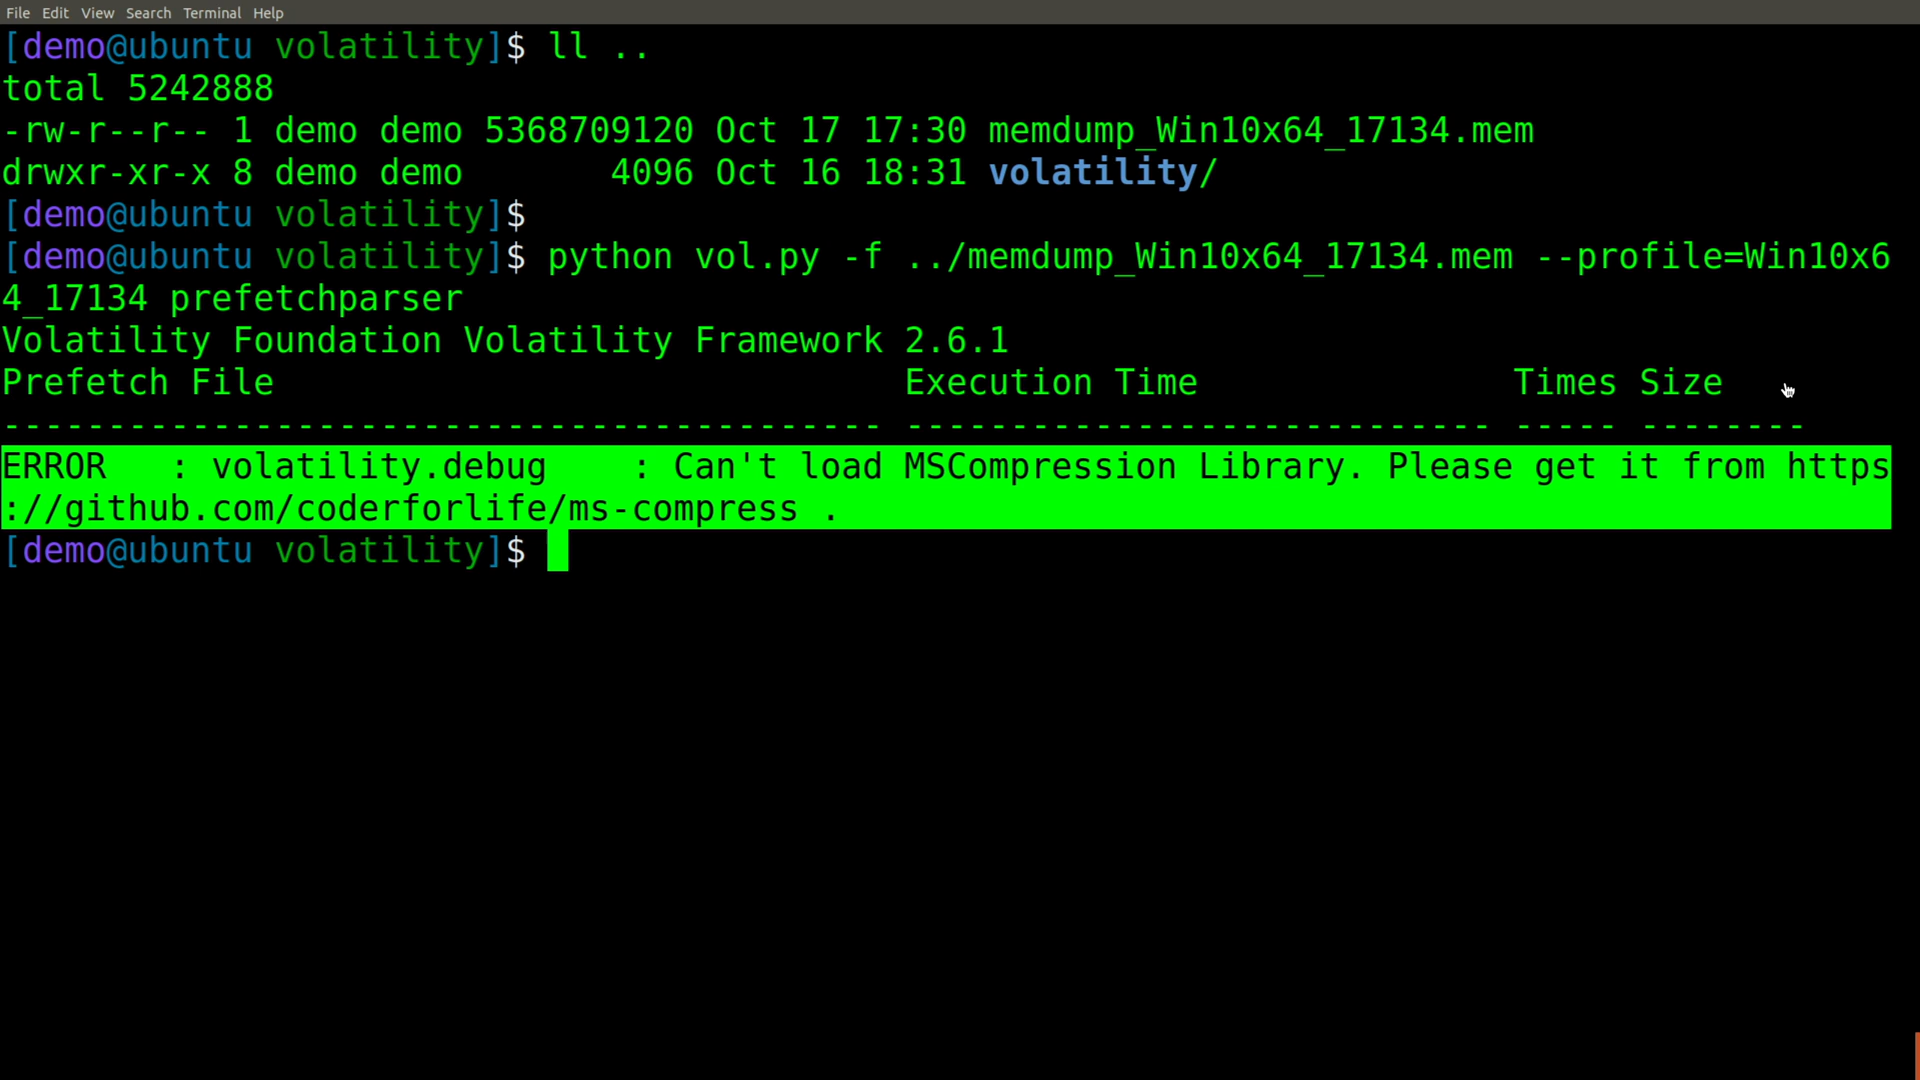 File Edit View Search Terminal Help
[demo@ubuntu volatility]$ ll ..
total 5242888
-rw-r--r-- 1 demo demo 5368709120 Oct 17 17:30 memdump_Win10x64_17134.mem
drwxr-xr-x 8 demo demo       4096 Oct 16 18:31 volatility/
[demo@ubuntu volatility]$
[demo@ubuntu volatility]$ python vol.py -f ../memdump_Win10x64_17134.mem --profile=Win10x6
4_17134 prefetchparser
Volatility Foundation Volatility Framework 2.6.1
Prefetch File                              Execution Time               Times Size
------------------------------------------ ---------------------------- ----- --------
ERROR   : volatility.debug    : Can't load MSCompression Library. Please get it from https
://github.com/coderforlife/ms-compress .
[demo@ubuntu volatility]$